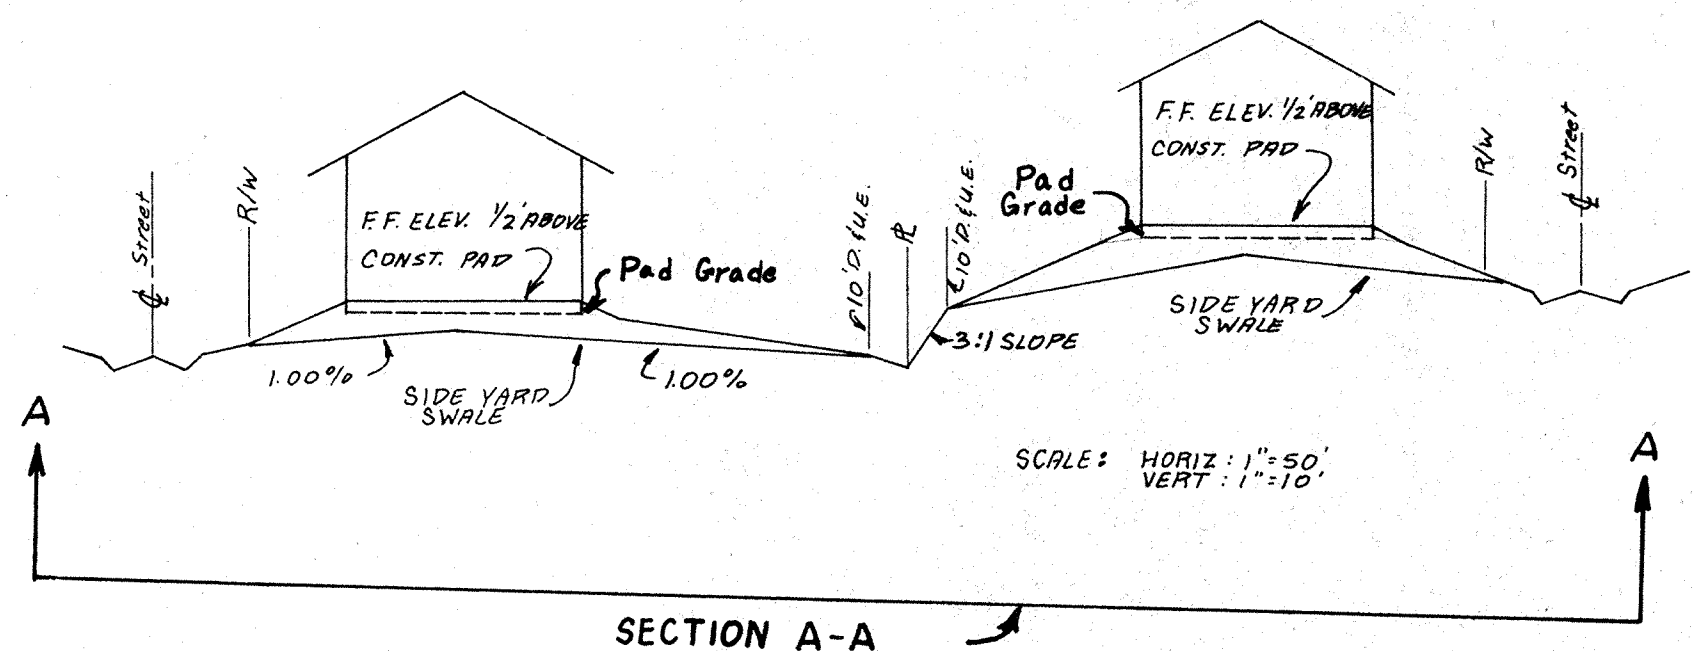 ℄ Street
R/W
F.F. ELEV. 1/2' ABOVE
CONST. PAD
Pad Grade
10' D. & U.E.
℄
10' D. & U.E.
Pad
Grade
F.F. ELEV. 1/2' ABOVE
CONST. PAD
R/W
℄ Street
1.00%
SIDE YARD
SWALE
1.00%
3:1 SLOPE
SIDE YARD
SWALE
A
SCALE: HORIZ: 1"=50'
VERT: 1"=10'
A
SECTION A-A